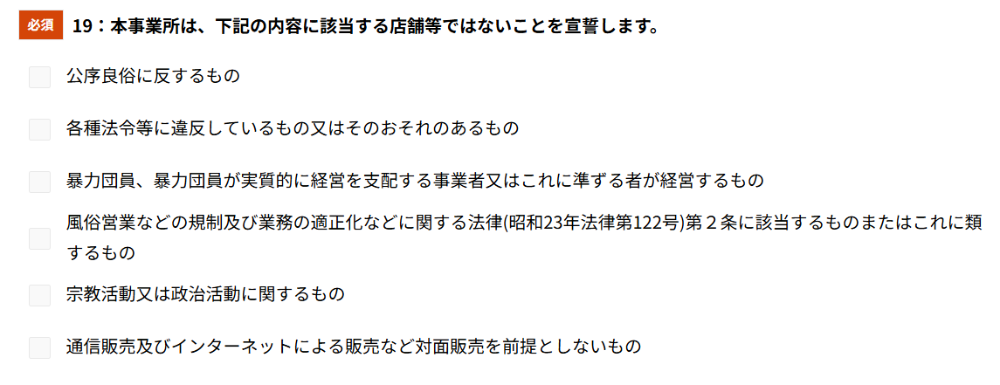 必須 19：本事業所は、下記の内容に該当する店舗等ではないことを宣誓します。
公序良俗に反するもの
各種法令等に違反しているもの又はそのおそれのあるもの
暴力団員、暴力団員が実質的に経営を支配する事業者又はこれに準ずる者が経営するもの
風俗営業などの規制及び業務の適正化などに関する法律(昭和23年法律第122号)第２条に該当するものまたはこれに類
するもの
宗教活動又は政治活動に関するもの
通信販売及びインターネットによる販売など対面販売を前提としないもの